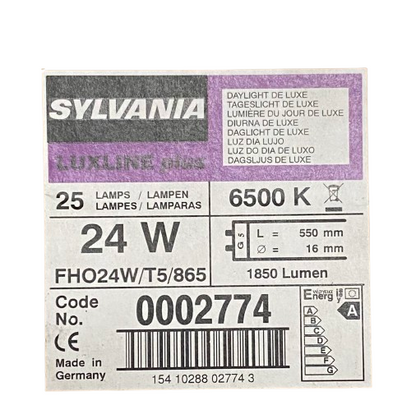 SYLVANIA
LUXLINE plus
DAYLIGHT DE LUXE
TAGESLICHT DE LUXE
LUMIÈRE DU JOUR DE LUXE
DIURNA DE LUXE
DAGLICHT DE LUXE
LUZ DIA LUJO
LUZ DO DIA DE LUXO
DAGSLJUS DE LUXE
25 LAMPS / LAMPEN
LAMPES / LAMPARAS
6500 K
24 W
FHO24W/T5/865
G 5
L = 550 mm
∅ = 16 mm
1850 Lumen
Code
No.
0002774
CE
Made in
Germany
154 10288 02774 3
Energ
A
B
C
D
E
F
G
A